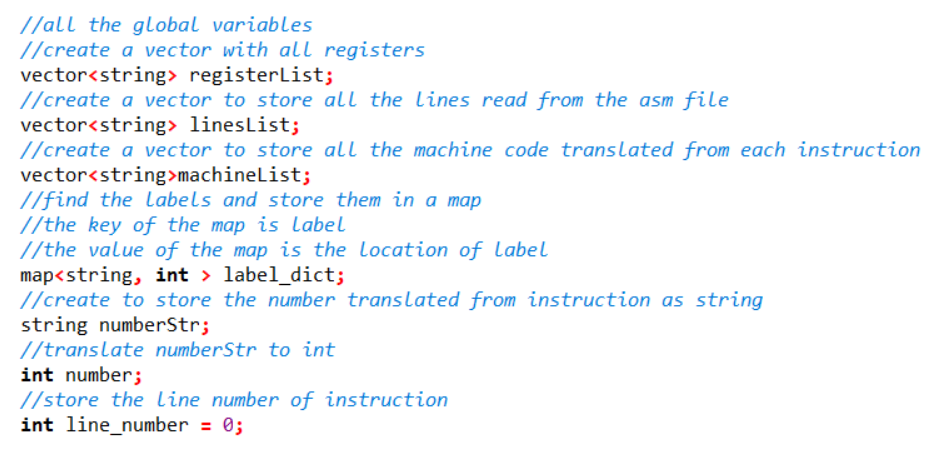 //all the global variables
//create a vector with all registers
vector<string> registerList;
//create a vector to store all the lines read from the asm file
vector<string> linesList;
//create a vector to store all the machine code translated from each instruction
vector<string>machineList;
//find the labels and store them in a map
//the key of the map is label
//the value of the map is the location of label
map<string, int > label_dict;
//create to store the number translated from instruction as string
string numberStr;
//translate numberStr to int
int number;
//store the line number of instruction
int line_number = 0;